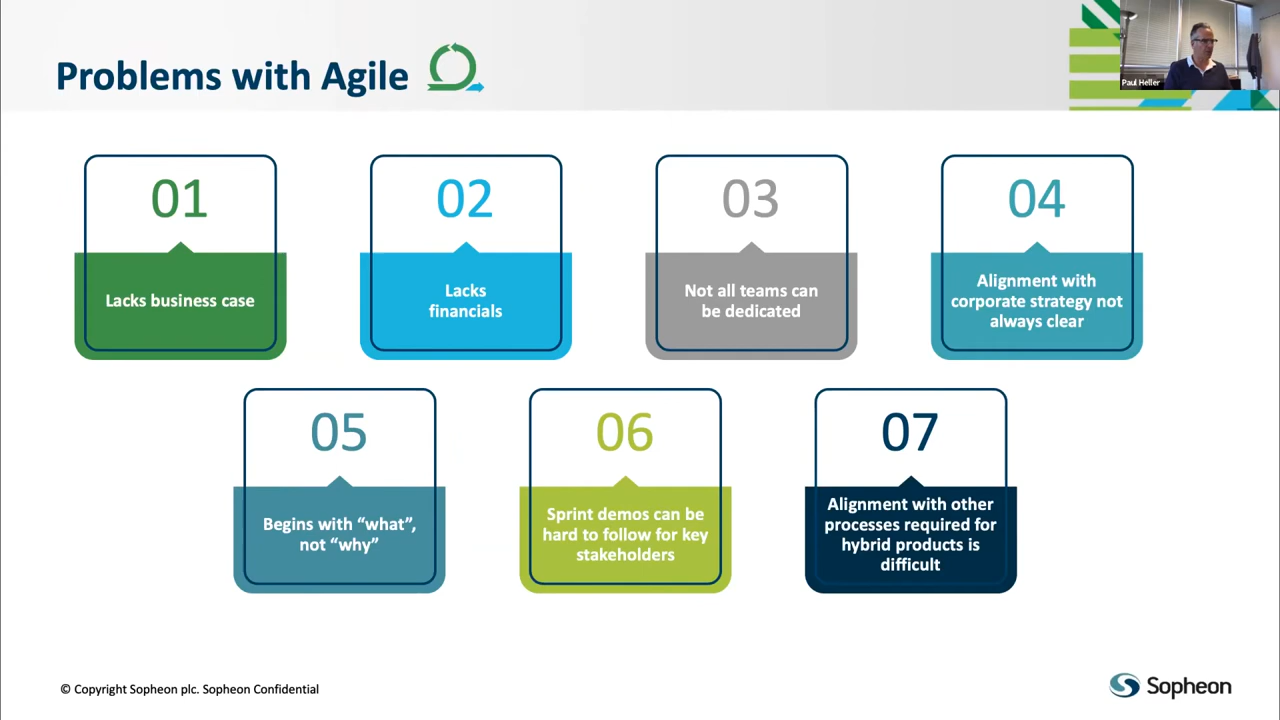 Problems with Agile
Paul Heller
01
Lacks business case
02
Lacks
financials
03
Not all teams can
be dedicated
04
Alignment with
corporate strategy not
always clear
05
Begins with “what”,
not “why”
06
Sprint demos can be
hard to follow for key
stakeholders
07
Alignment with other
processes required for
hybrid products is
difficult
© Copyright Sopheon plc. Sopheon Confidential
Sopheon